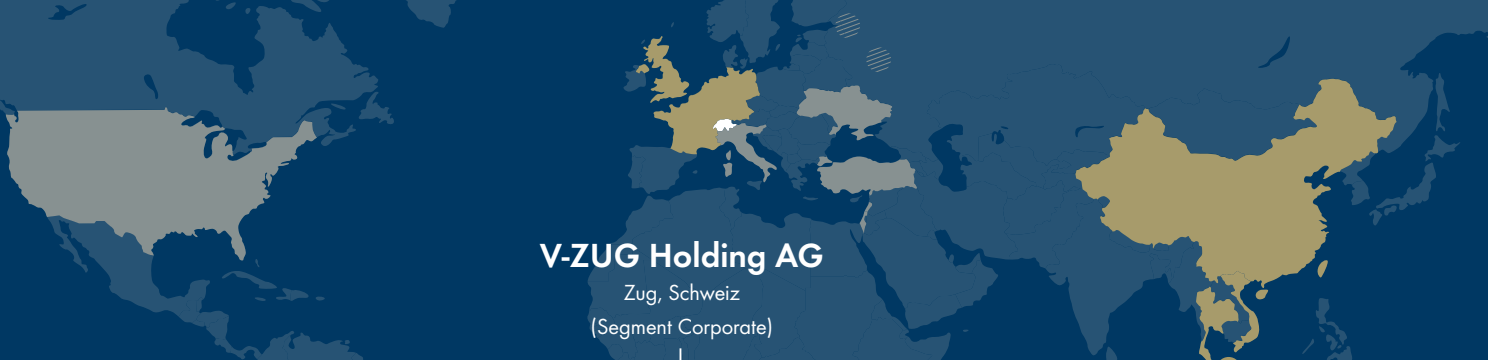 V-ZUG Holding AG
Zug, Schweiz
(Segment Corporate)